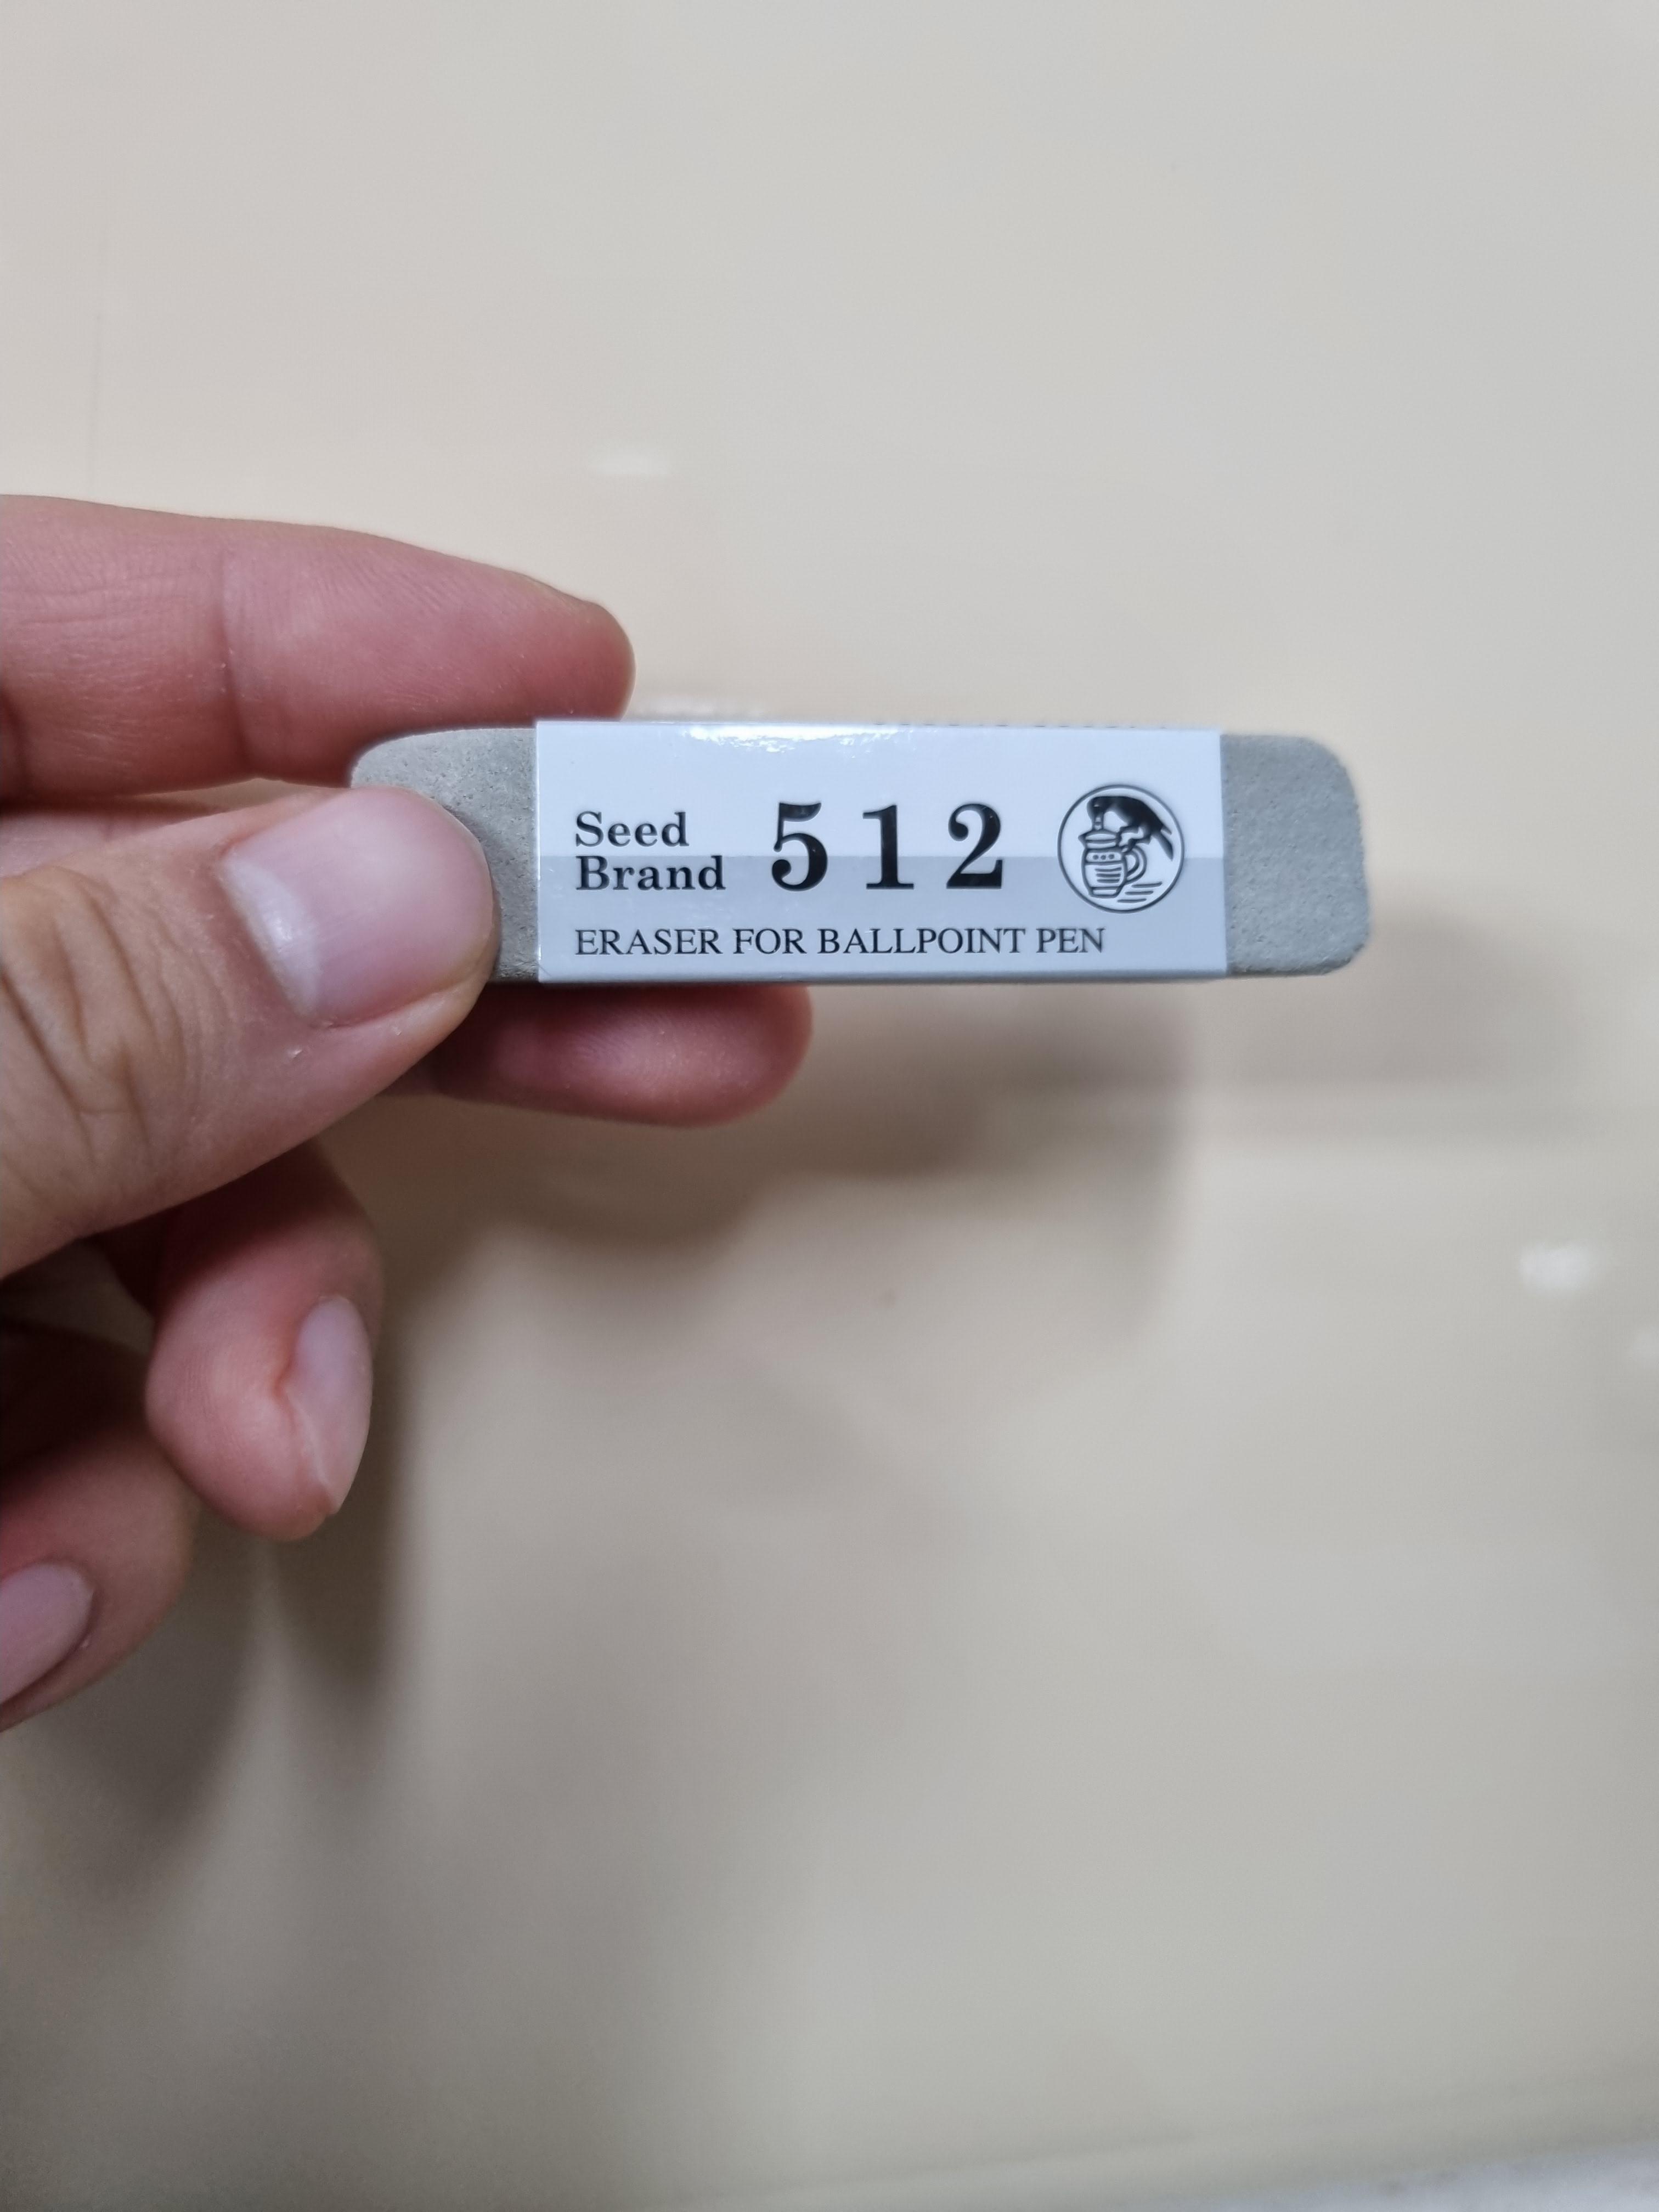 Seed
Brand
512
ERASER FOR BALLPOINT PEN